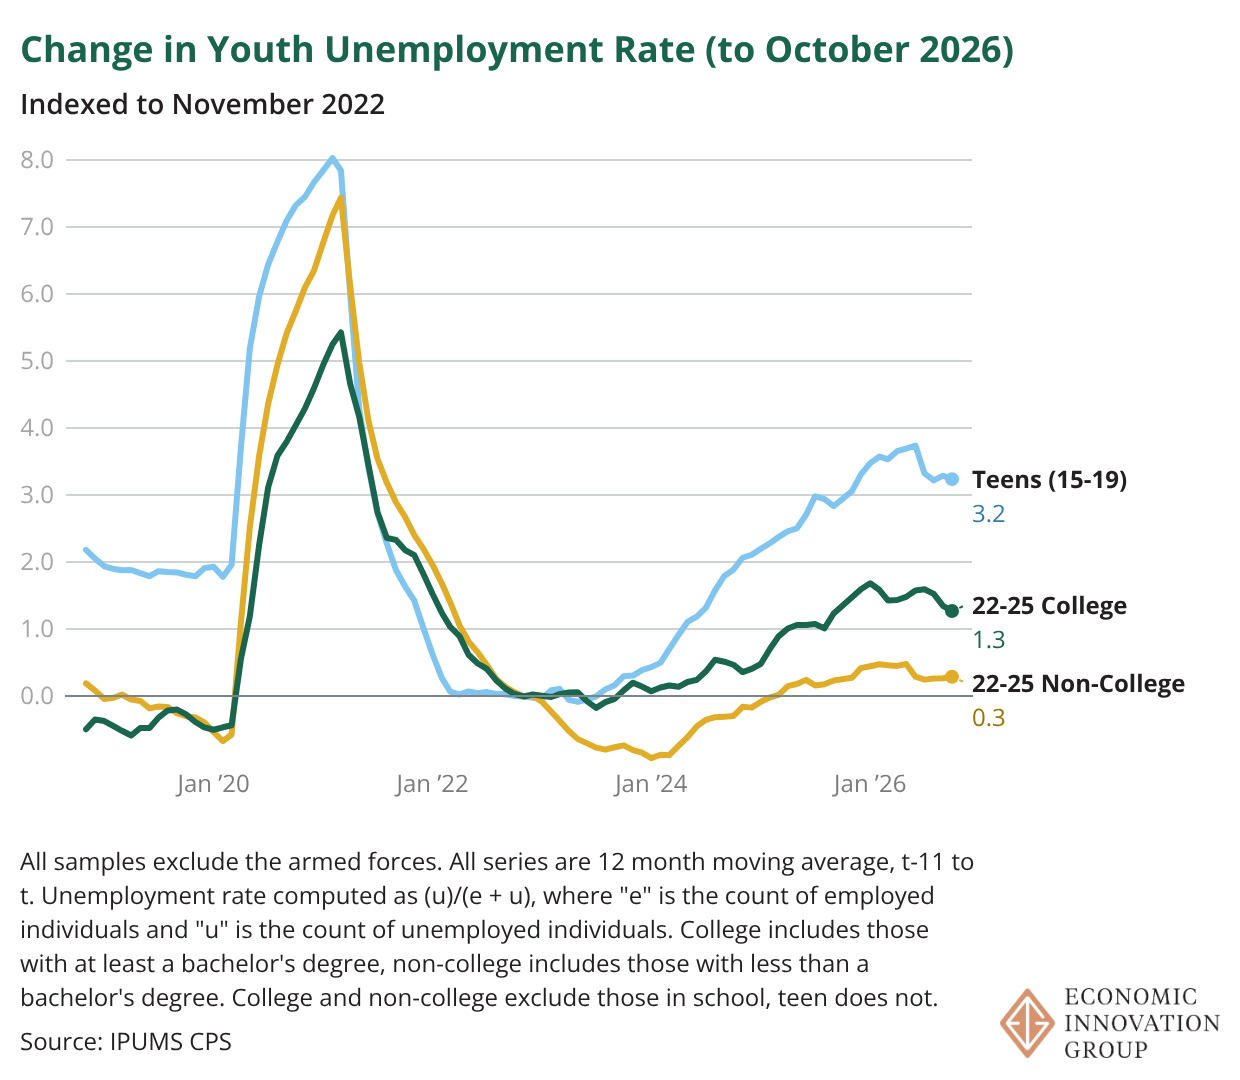 Change in Youth Unemployment Rate (to October 2026)
Indexed to November 2022
8.0
7.0
6.0
5.0
4.0
3.0
2.0
1.0
0.0
Teens (15-19)
3.2
22-25 College
1.3
22-25 Non-College
0.3
Jan ’20
Jan ’22
Jan ’24
Jan ’26
All samples exclude the armed forces. All series are 12 month moving average, t-11 to
t. Unemployment rate computed as (u)/(e + u), where "e" is the count of employed
individuals and "u" is the count of unemployed individuals. College includes those
with at least a bachelor's degree, non-college includes those with less than a
bachelor's degree. College and non-college exclude those in school, teen does not.
Source: IPUMS CPS
ECONOMIC
INNOVATION
GROUP